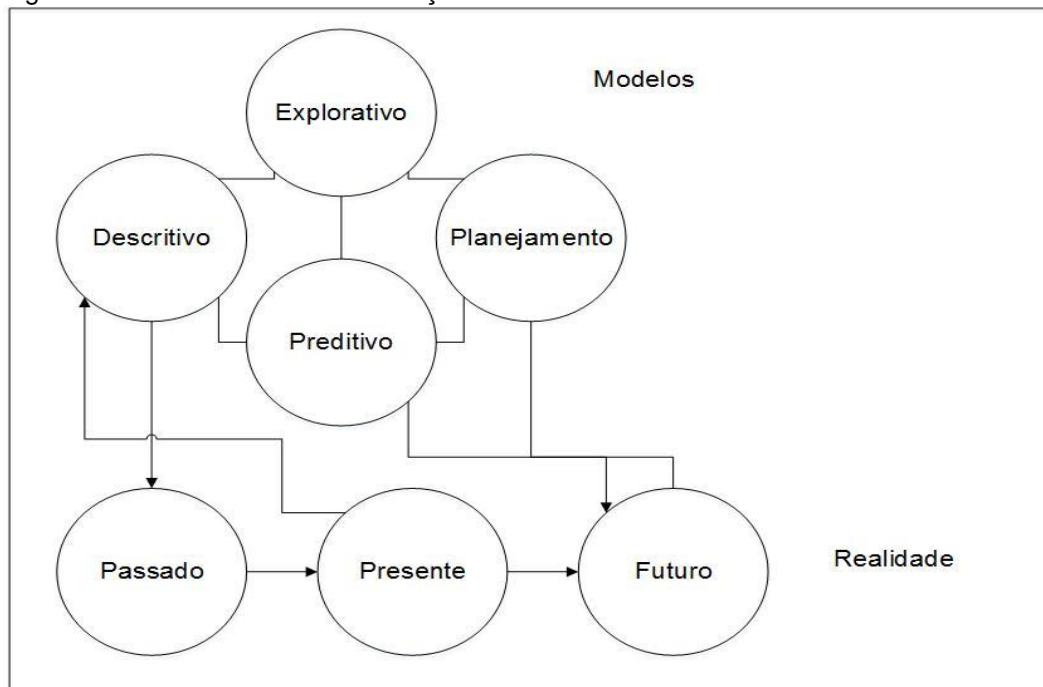 Modelos
Explorativo
Descritivo
Planejamento
Preditivo
Passado
Presente
Futuro
Realidade